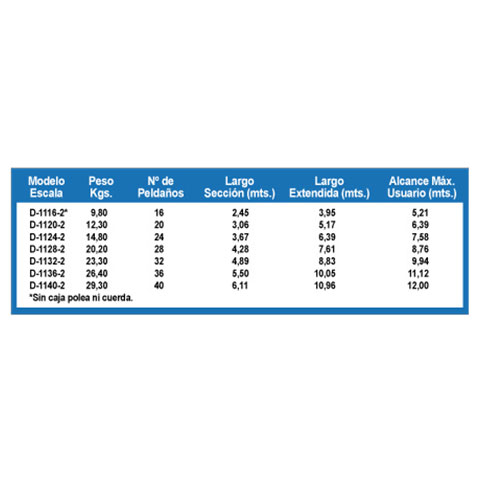 Modelo Escala Peso Kgs. Nº de Peldaños Largo Sección (mts.) Largo Extendida (mts.) Alcance Máx. Usuario (mts.)
D-1116-2* 9,80 16 2,45 3,95 5,21
D-1120-2 12,30 20 3,06 5,17 6,39
D-1124-2 14,80 24 3,67 6,39 7,58
D-1128-2 20,20 28 4,28 7,61 8,76
D-1132-2 23,30 32 4,89 8,83 9,94
D-1136-2 26,40 36 5,50 10,05 11,12
D-1140-2 29,30 40 6,11 10,96 12,00
*Sin caja polea ni cuerda.